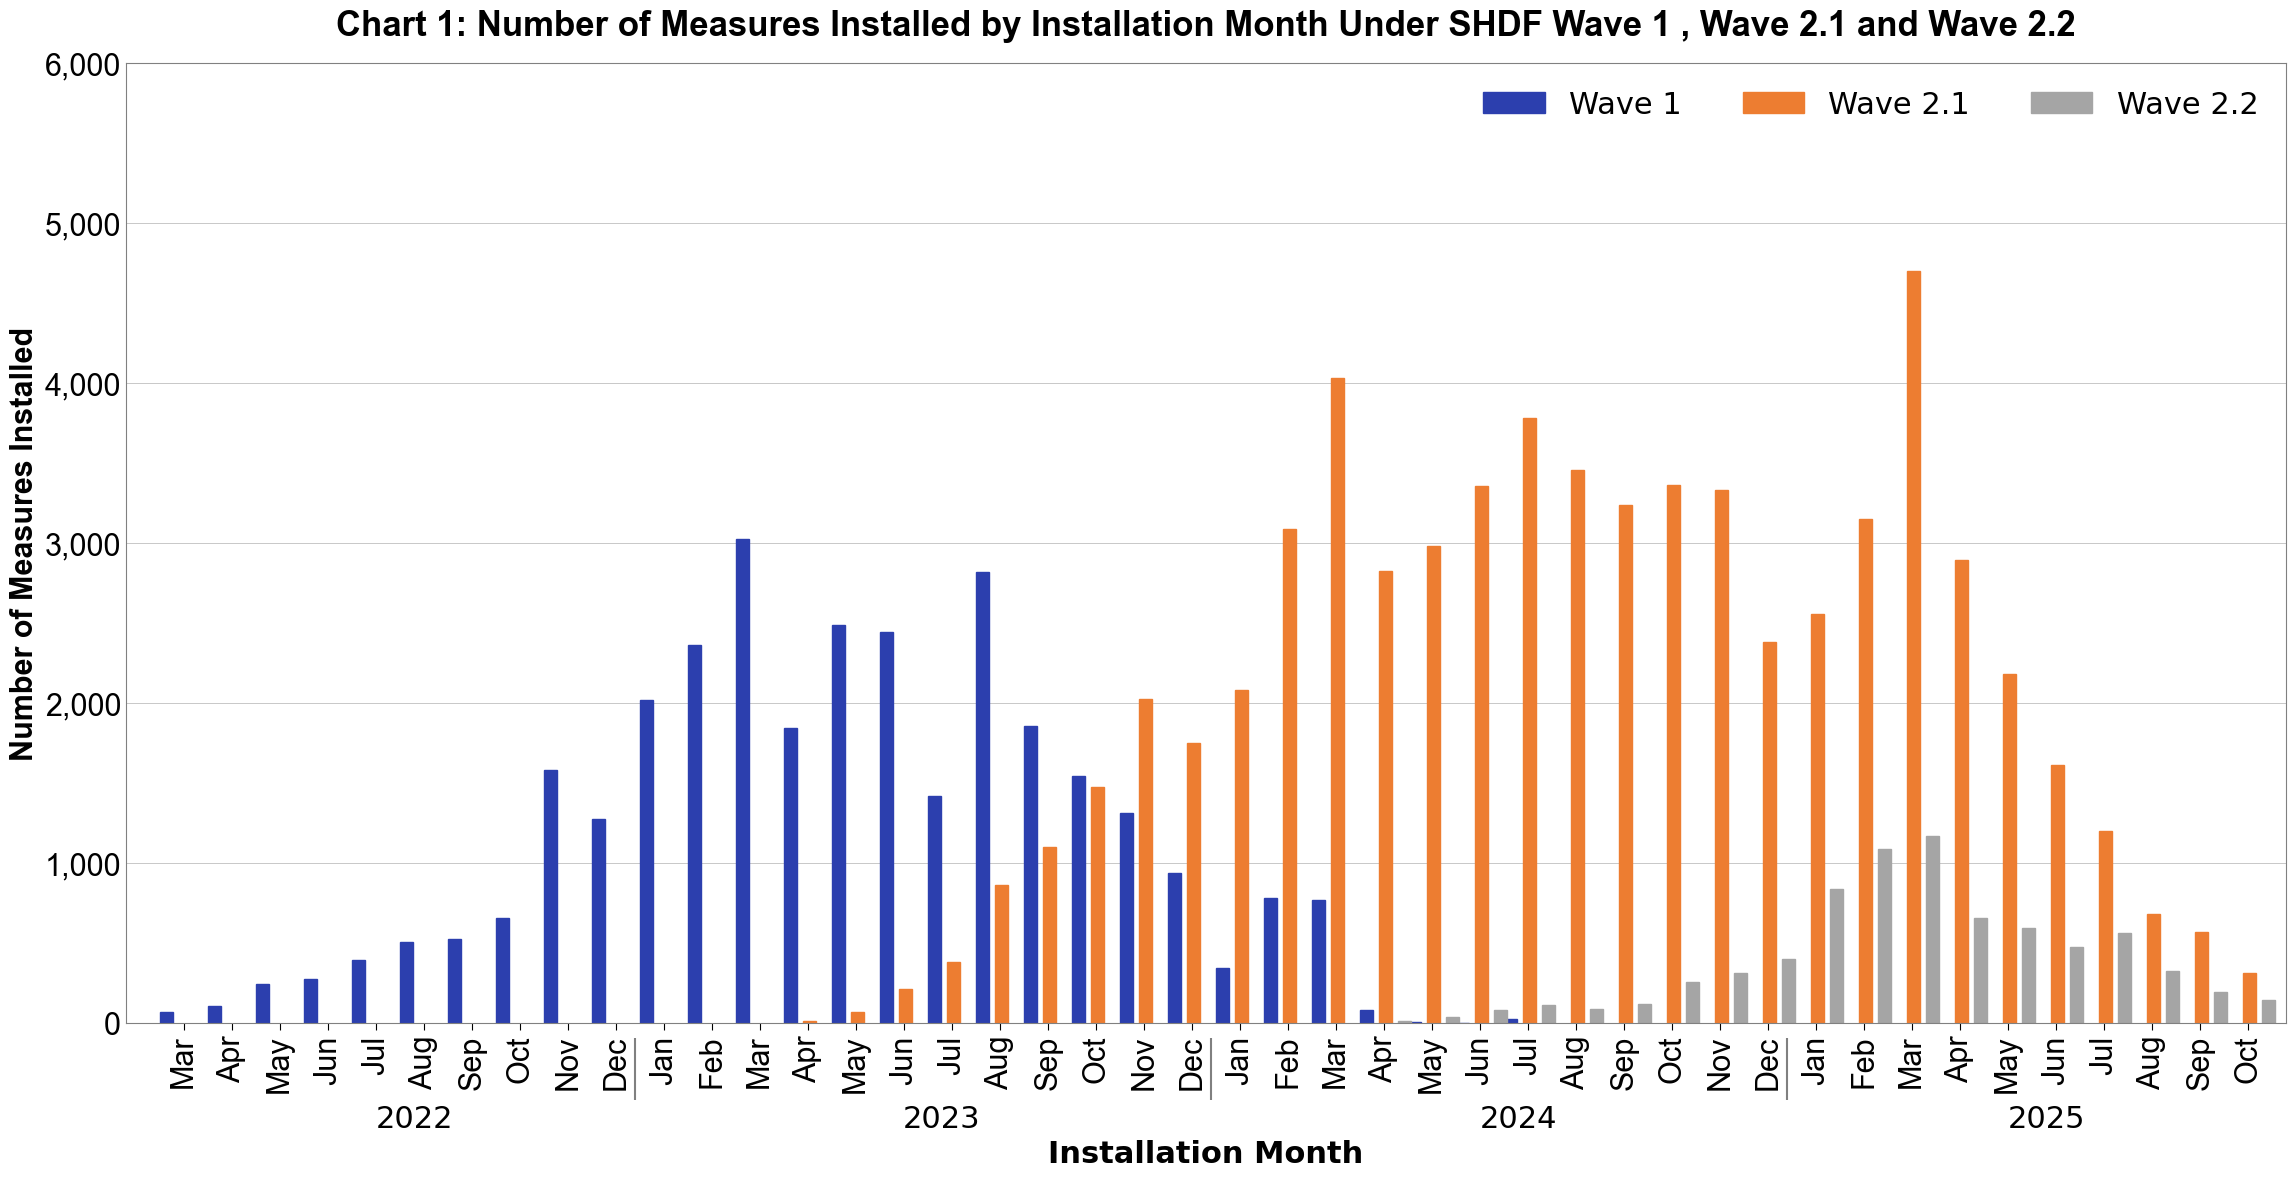 Chart 1: Number of Measures Installed by Installation Month Under SHDF Wave 1 , Wave 2.1 and Wave 2.2
Wave 1 Wave 2.1 Wave 2.2
Number of Measures Installed
6,000
5,000
4,000
3,000
2,000
1,000
0
Mar Apr May Jun Jul Aug Sep Oct Nov Dec Jan Feb Mar Apr May Jun Jul Aug Sep Oct Nov Dec Jan Feb Mar Apr May Jun Jul Aug Sep Oct Nov Dec Jan Feb Mar Apr May Jun Jul Aug Sep Oct
2022 2023 2024 2025
Installation Month